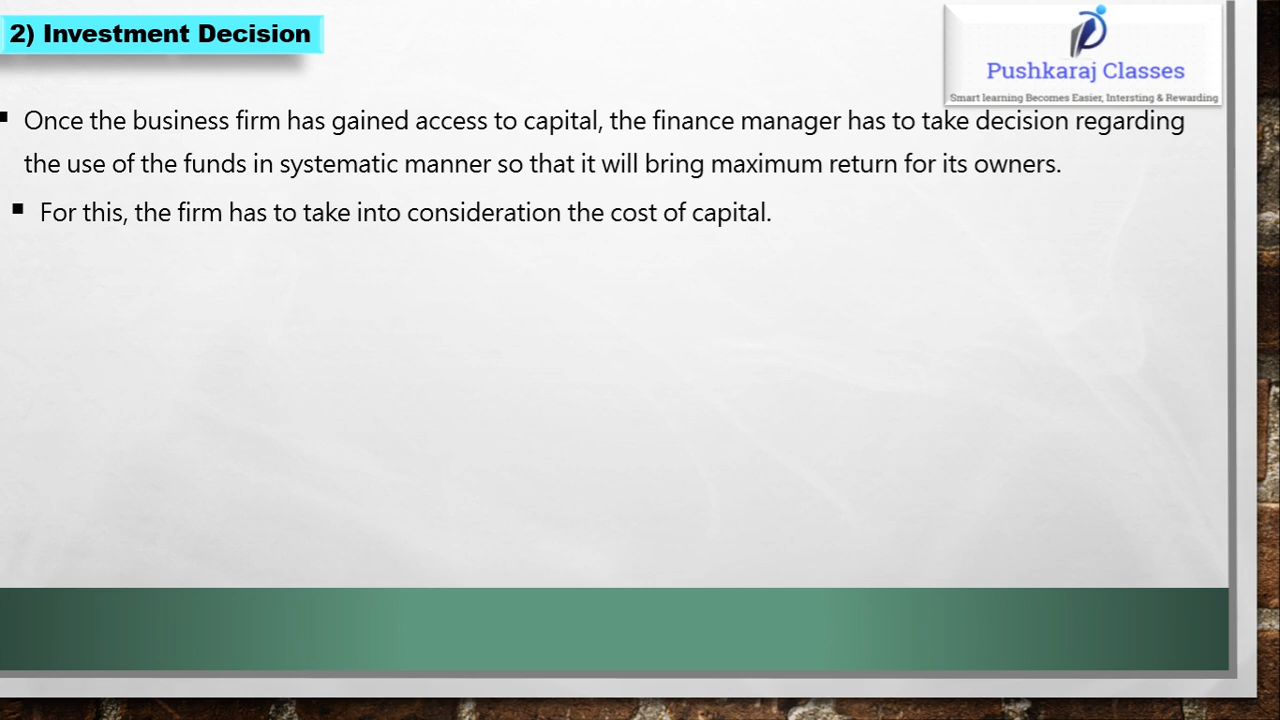 2) Investment Decision
Pushkaraj Classes
Smart learning Becomes Easier, Intersting & Rewarding
▪ Once the business firm has gained access to capital, the finance manager has to take decision regarding
the use of the funds in systematic manner so that it will bring maximum return for its owners.
▪ For this, the firm has to take into consideration the cost of capital.